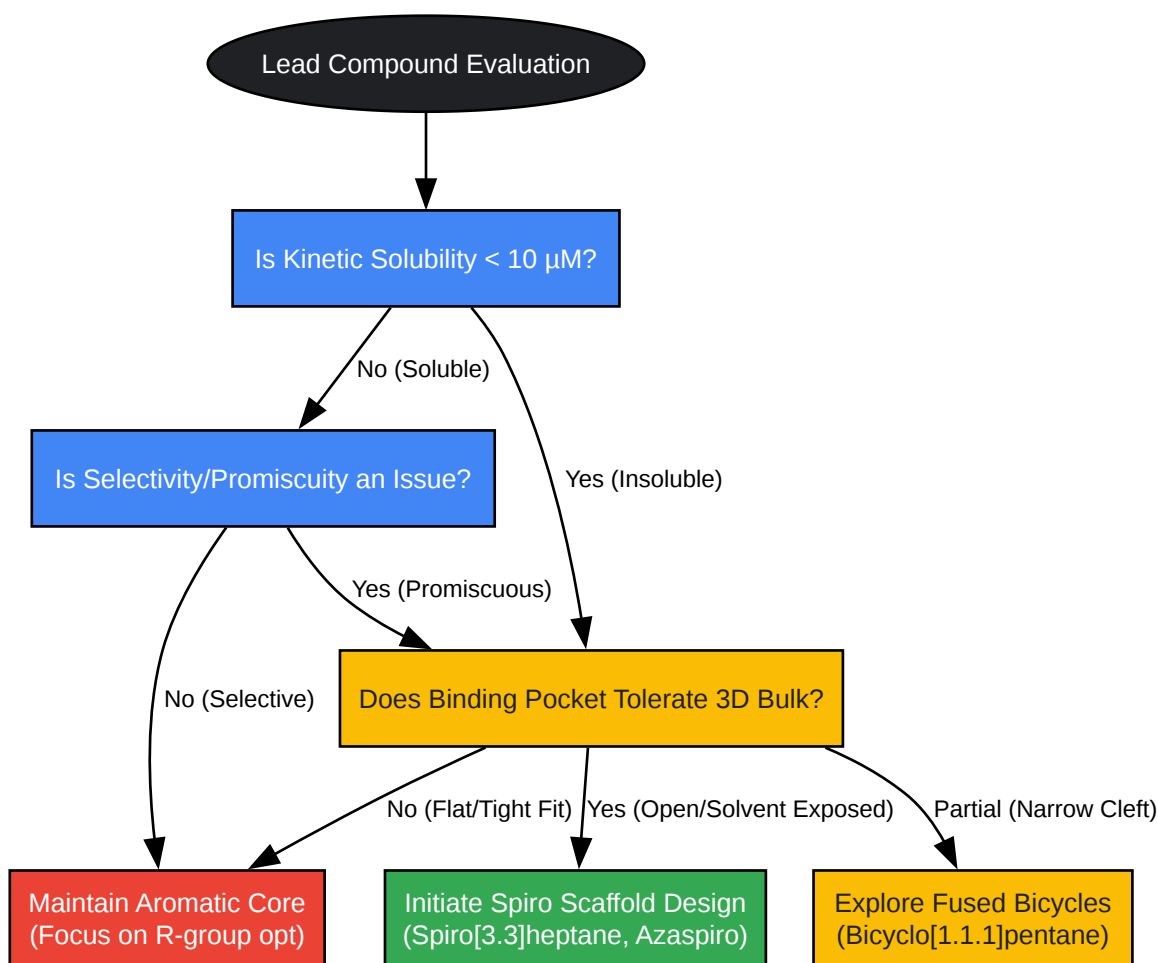 Lead Compound Evaluation
Is Kinetic Solubility < 10 µM?
No (Soluble)
Is Selectivity/Promiscuity an Issue?
Yes (Insoluble)
Yes (Promiscuous)
No (Selective)
Does Binding Pocket Tolerate 3D Bulk?
No (Flat/Tight Fit)
Yes (Open/Solvent Exposed)
Partial (Narrow Cleft)
Maintain Aromatic Core
(Focus on R-group opt)
Initiate Spiro Scaffold Design
(Spiro[3.3]heptane, Azaspiro)
Explore Fused Bicycles
(Bicyclo[1.1.1]pentane)